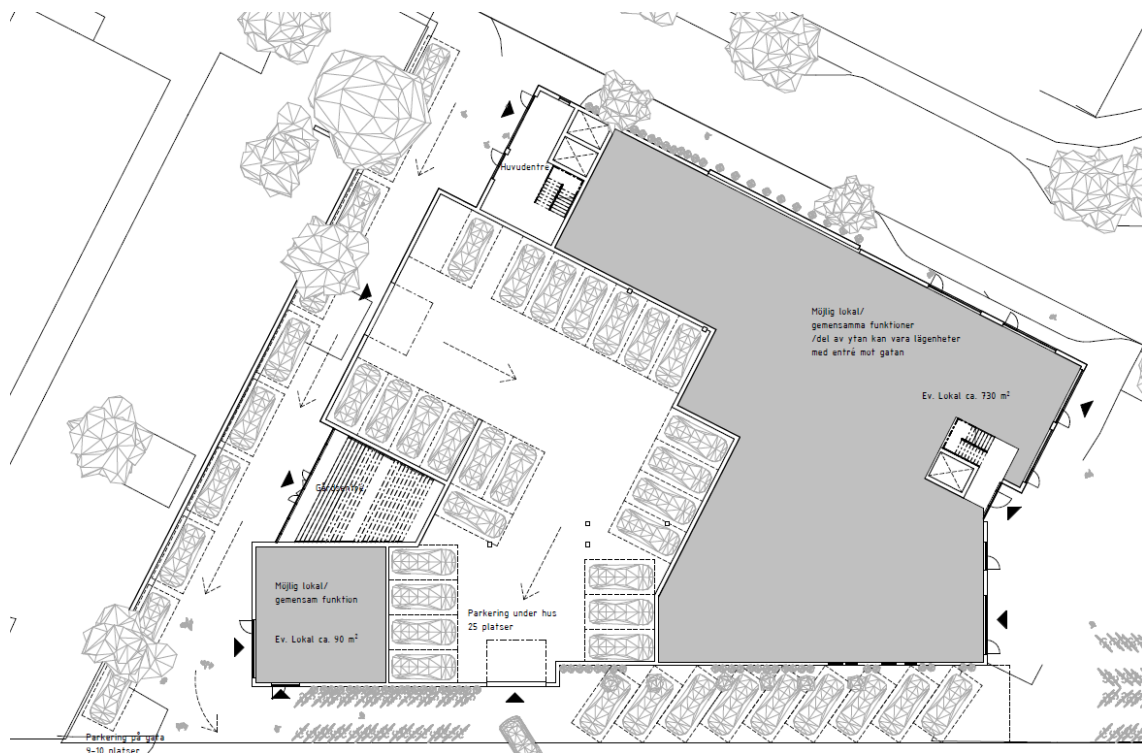 Huvudentré
Möjlig lokal/
gemensamma funktioner
/del av ytan kan vara lägenheter
med entré mot gatan
Ev. Lokal ca. 730 m²
Gårdsentré
Möjlig lokal/
gemensam funktion
Ev. Lokal ca. 90 m²
Parkering under hus
25 platser
Parkering på gata
9-10 platser